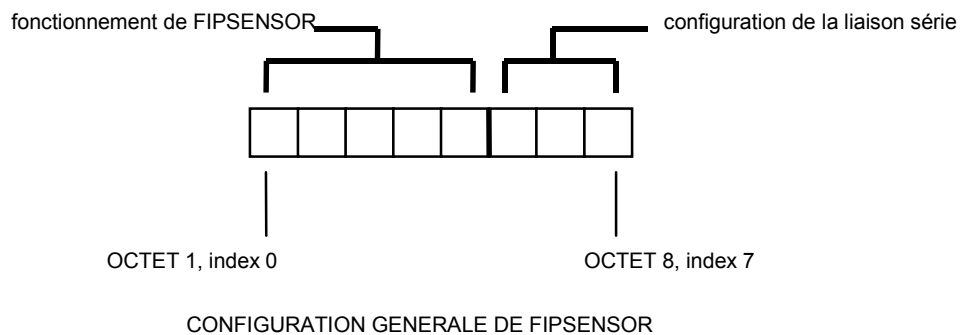 fonctionnement de FIPSENSOR
configuration de la liaison série
OCTET 1, index 0
OCTET 8, index 7
CONFIGURATION GENERALE DE FIPSENSOR